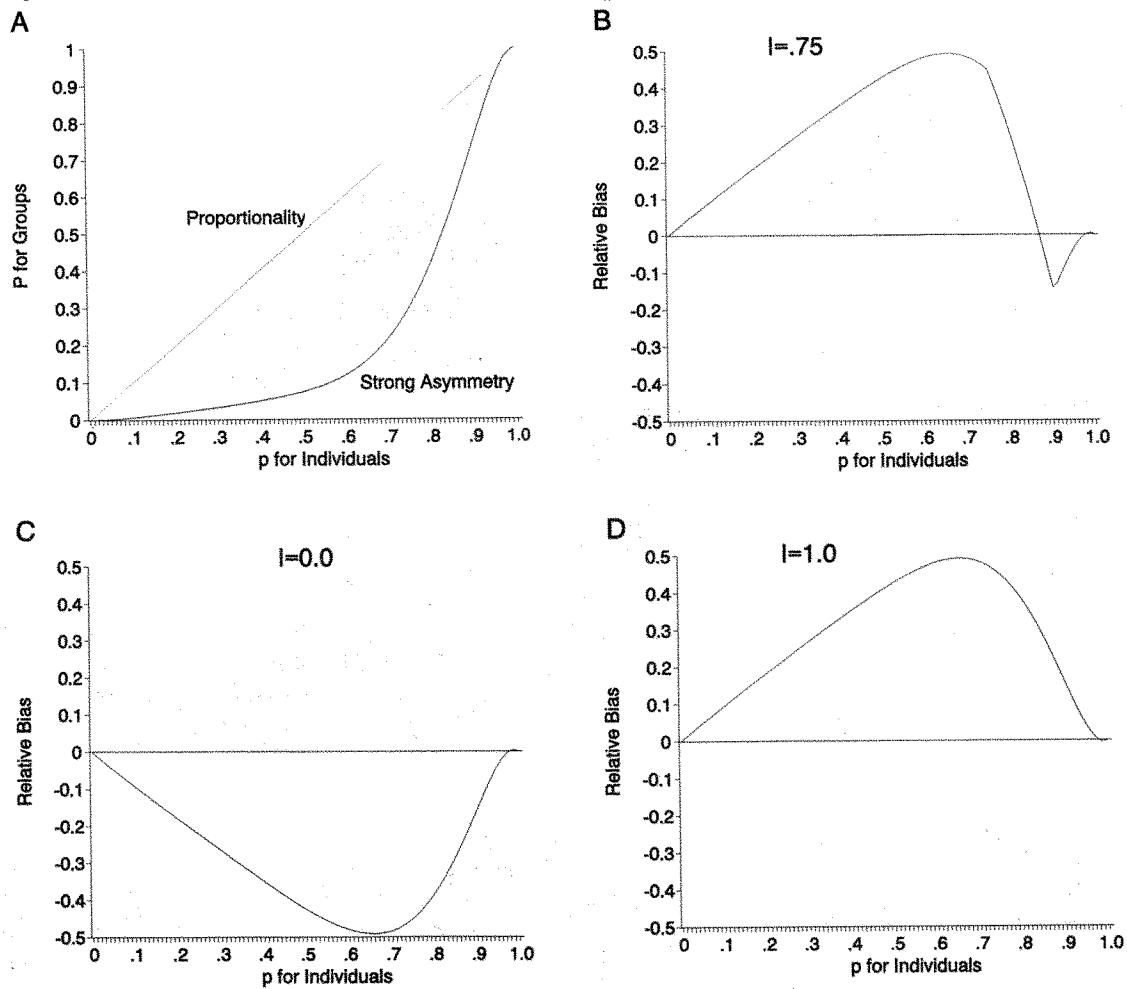 A
1
0.9
0.8
0.7
0.6
0.5
0.4
0.3
0.2
0.1
0
P for Groups
Proportionality
Strong Asymmetry
0 .1 .2 .3 .4 .5 .6 .7 .8 .9 1.0
p for Individuals
B
I=.75
0.5
0.4
0.3
0.2
0.1
0
-0.1
-0.2
-0.3
-0.4
-0.5
Relative Bias
0 .1 .2 .3 .4 .5 .6 .7 .8 .9 1.0
p for Individuals
C
I=0.0
0.5
0.4
0.3
0.2
0.1
0
-0.1
-0.2
-0.3
-0.4
-0.5
Relative Bias
0 .1 .2 .3 .4 .5 .6 .7 .8 .9 1.0
p for Individuals
D
I=1.0
0.5
0.4
0.3
0.2
0.1
0
-0.1
-0.2
-0.3
-0.4
-0.5
Relative Bias
0 .1 .2 .3 .4 .5 .6 .7 .8 .9 1.0
p for Individuals